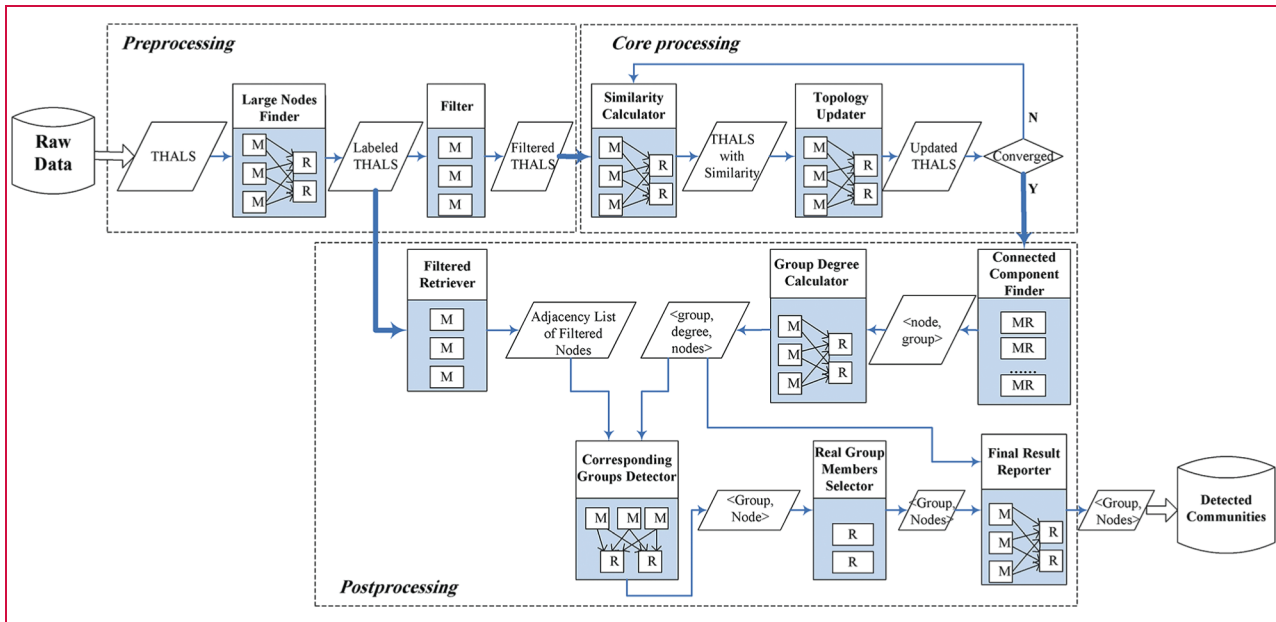 Preprocessing
Core processing
Raw
Data
THALS
Large Nodes
Finder
M
M
M
R
R
Labeled
THALS
Filter
M
M
M
Filtered
THALS
Similarity
Calculator
M
M
M
R
R
THALS
with
Similarity
Topology
Updater
M
M
M
R
R
Updated
THALS
Converged
N
Y
Filtered
Retriever
M
M
M
Adjacency List
of Filtered
Nodes
<group,
degree,
nodes>
Group Degree
Calculator
M
M
M
R
R
<node,
group>
Connected
Component
Finder
MR
MR
......
MR
Corresponding
Groups Detector
M
M
M
R
R
<Group,
Node>
Real Group
Members
Selector
R
R
<Group,
Nodes>
Final Result
Reporter
M
M
M
R
R
<Group,
Nodes>
Detected
Communities
Postprocessing